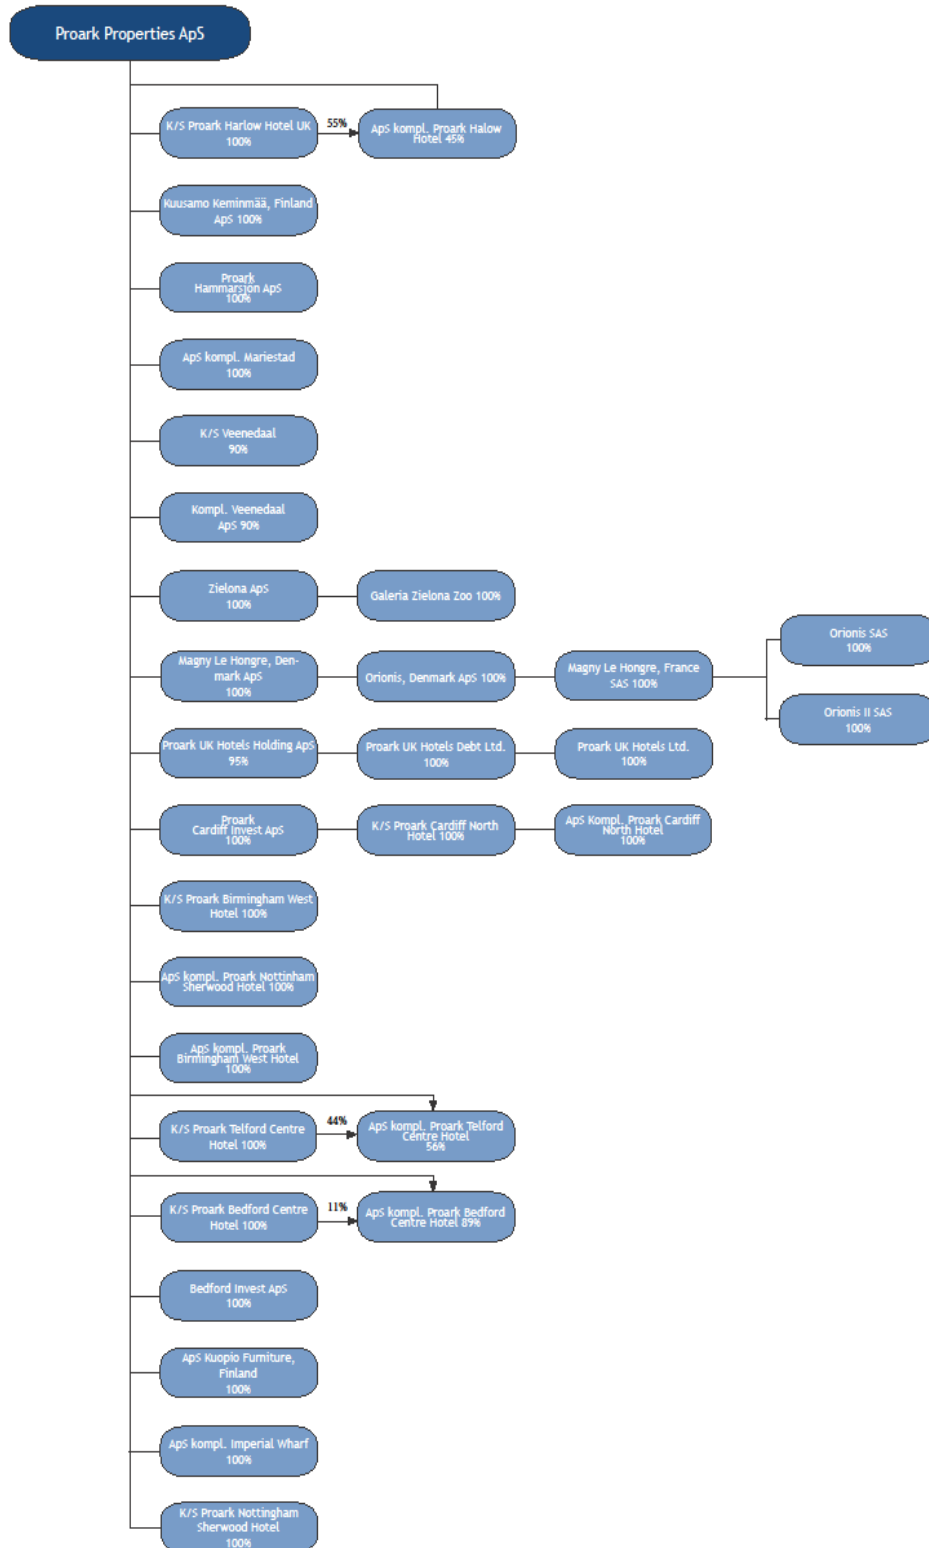 Proark Properties ApS
K/S Proark Harlow Hotel UK
100%
55%
ApS kompl. Proark Halow
Hotel 45%
Kuusamo Keminmää, Finland
ApS 100%
Proark
Hammarsjön ApS
100%
ApS kompl. Mariestad
100%
K/S Veenedaal
90%
Kompl. Veenedaal
ApS 90%
Zielona ApS
100%
Galeria Zielona Zoo 100%
Magny Le Hongre, Den-
mark ApS
100%
Orionis, Denmark ApS 100%
Magny Le Hongre, France
SAS 100%
Orionis SAS
100%
Orionis II SAS
100%
Proark UK Hotels Holding ApS
95%
Proark UK Hotels Debt Ltd.
100%
Proark UK Hotels Ltd.
100%
Proark
Cardiff Invest ApS
100%
K/S Proark Cardiff North
Hotel 100%
ApS Kompl. Proark Cardiff
North Hotel
100%
K/S Proark Birmingham West
Hotel 100%
ApS kompl. Proark Nottinham
Sherwood Hotel 100%
ApS kompl. Proark
Birmingham West Hotel
100%
K/S Proark Telford Centre
Hotel 100%
44%
ApS kompl. Proark Telford
Centre Hotel
56%
K/S Proark Bedford Centre
Hotel 100%
11%
ApS kompl. Proark Bedford
Centre Hotel 89%
Bedford Invest ApS
100%
ApS Kuopio Furniture,
Finland
100%
ApS kompl. Imperial Wharf
100%
K/S Proark Nottingham
Sherwood Hotel
100%